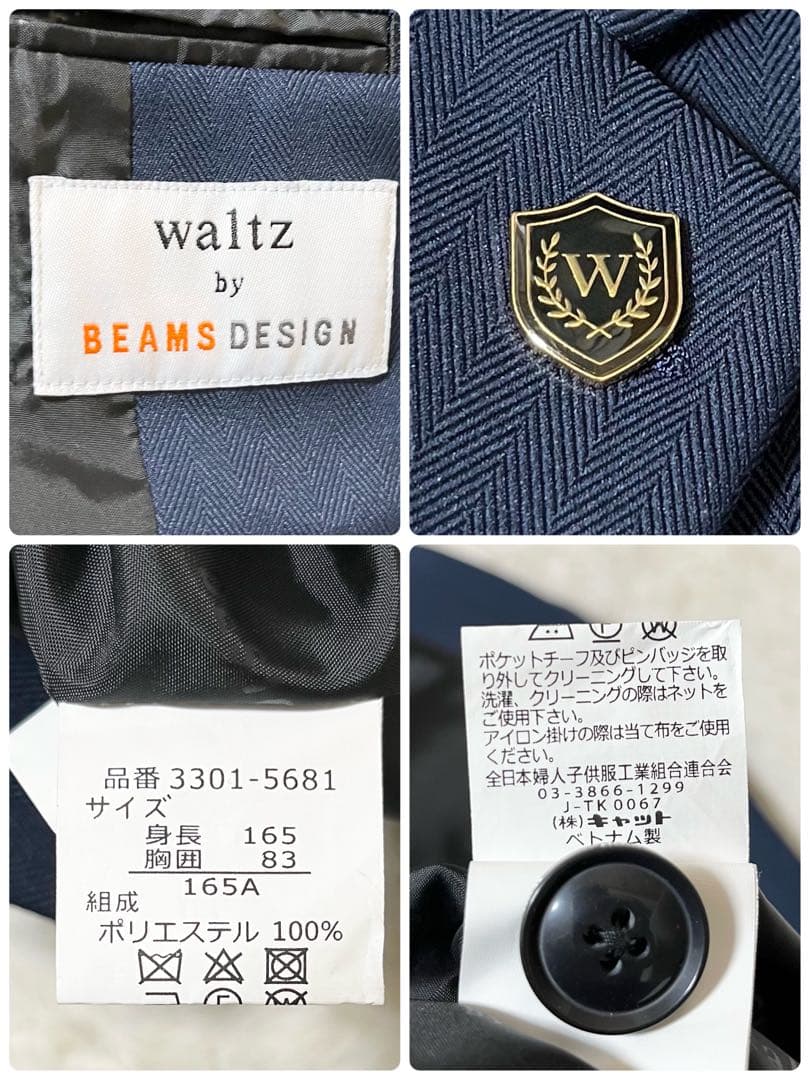 waltz
by
BEAMS DESIGN
W
品番 3301-5681
サイズ
身長 165
胸囲 83
165A
組成
ポリエステル 100%
ポケットチーフ及びピンバッジを取
り外してクリーニングして下さい。
洗濯、クリーニングの際はネットを
ご使用下さい。
アイロン掛けの際は当て布をご使用
ください。
全日本婦人子供服工業組合連合会
03-3866-1299
J-TK0067
(株)キャット
ベトナム製